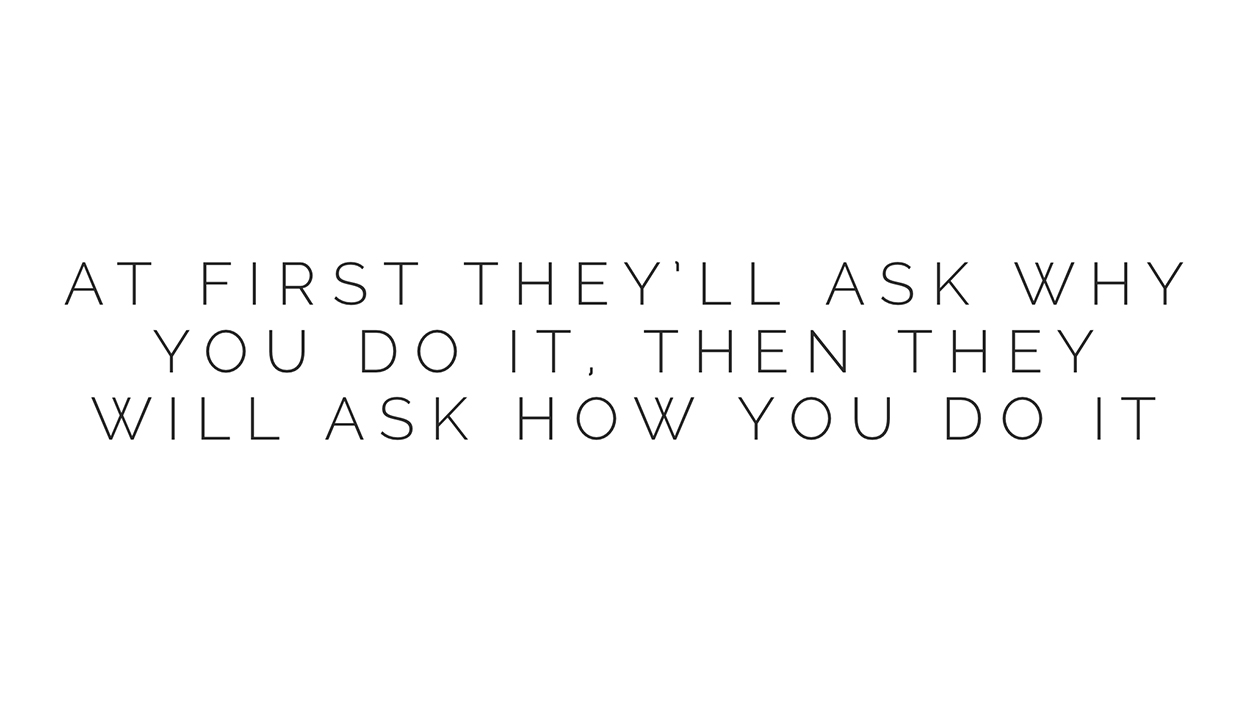 AT FIRST THEY'LL ASK WHY
YOU DO IT, THEN THEY
WILL ASK HOW YOU DO IT